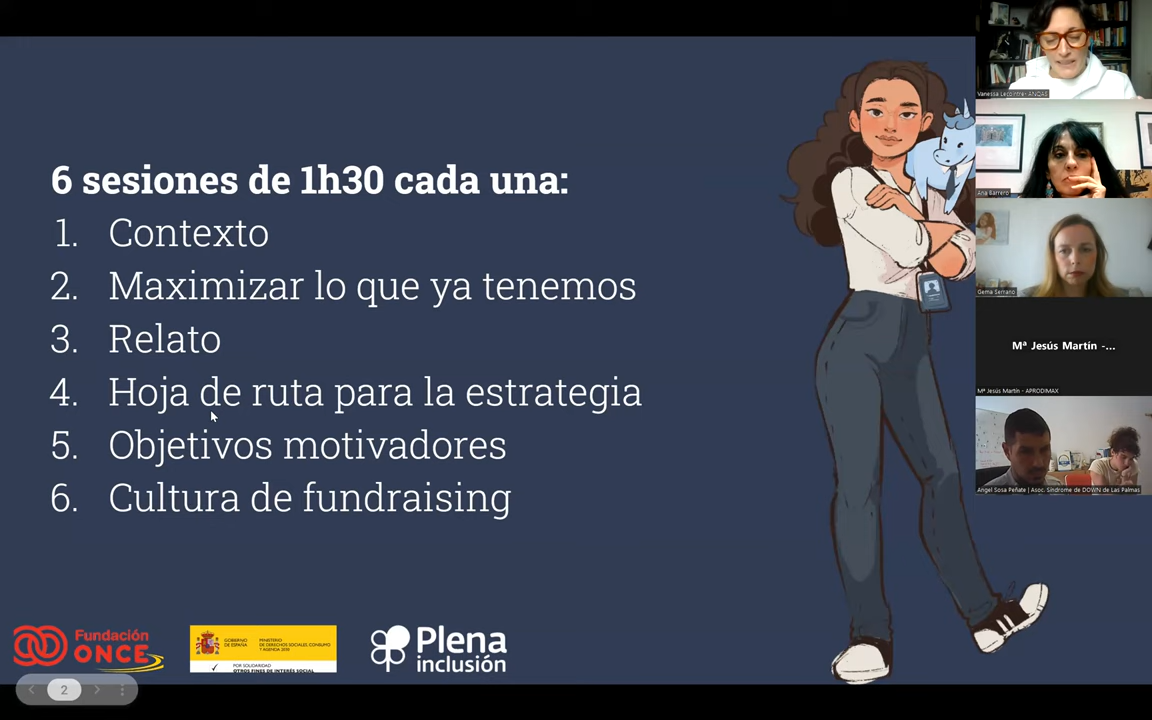 6 sesiones de 1h30 cada una:
1. Contexto
2. Maximizar lo que ya tenemos
3. Relato
4. Hoja de ruta para la estrategia
5. Objetivos motivadores
6. Cultura de fundraising
Fundación
ONCE
GOBIERNO
DE ESPAÑA
MINISTERIO
DE DERECHOS SOCIALES, CONSUMO
Y AGENDA 2030
POR SOLIDARIDAD
OTROS FINES DE INTERÉS SOCIAL
Plena
inclusión
2
Vanessa
Ana Barrero
Gema Serrano
Mª Jesús Martín -...
Mª Jesús Martín - APRODIMAX
Angel Sosa Peñate | Asoc. Síndrome de DOWN de Las Palmas